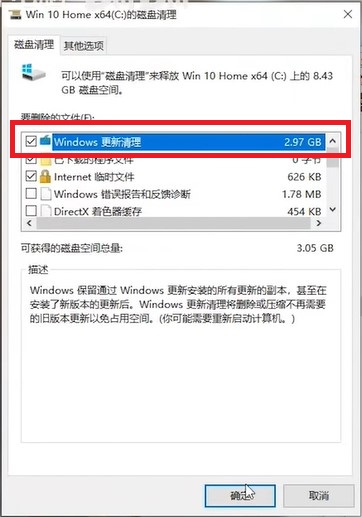 Win 10 Home x64(C:)的磁盘清理
磁盘清理
其他选项
可以使用“磁盘清理”来释放 Win 10 Home x64 (C:) 上的 8.43
GB 磁盘空间。
要删除的文件(F):
Windows 更新清理 2.97 GB
已下载的程序文件 0 字节
Internet 临时文件 626 KB
Windows 错误报告和反馈诊断 1.78 MB
DirectX 着色器缓存 454 KB
可获得的磁盘空间总量: 3.05 GB
描述
Windows 保留通过 Windows 更新安装的所有更新的副本，甚至在
安装了新版本的更新后。Windows 更新清理将删除或压缩不再需要
的旧版本更新以免占用空间。(你可能需要重新启动计算机。)
确定
取消